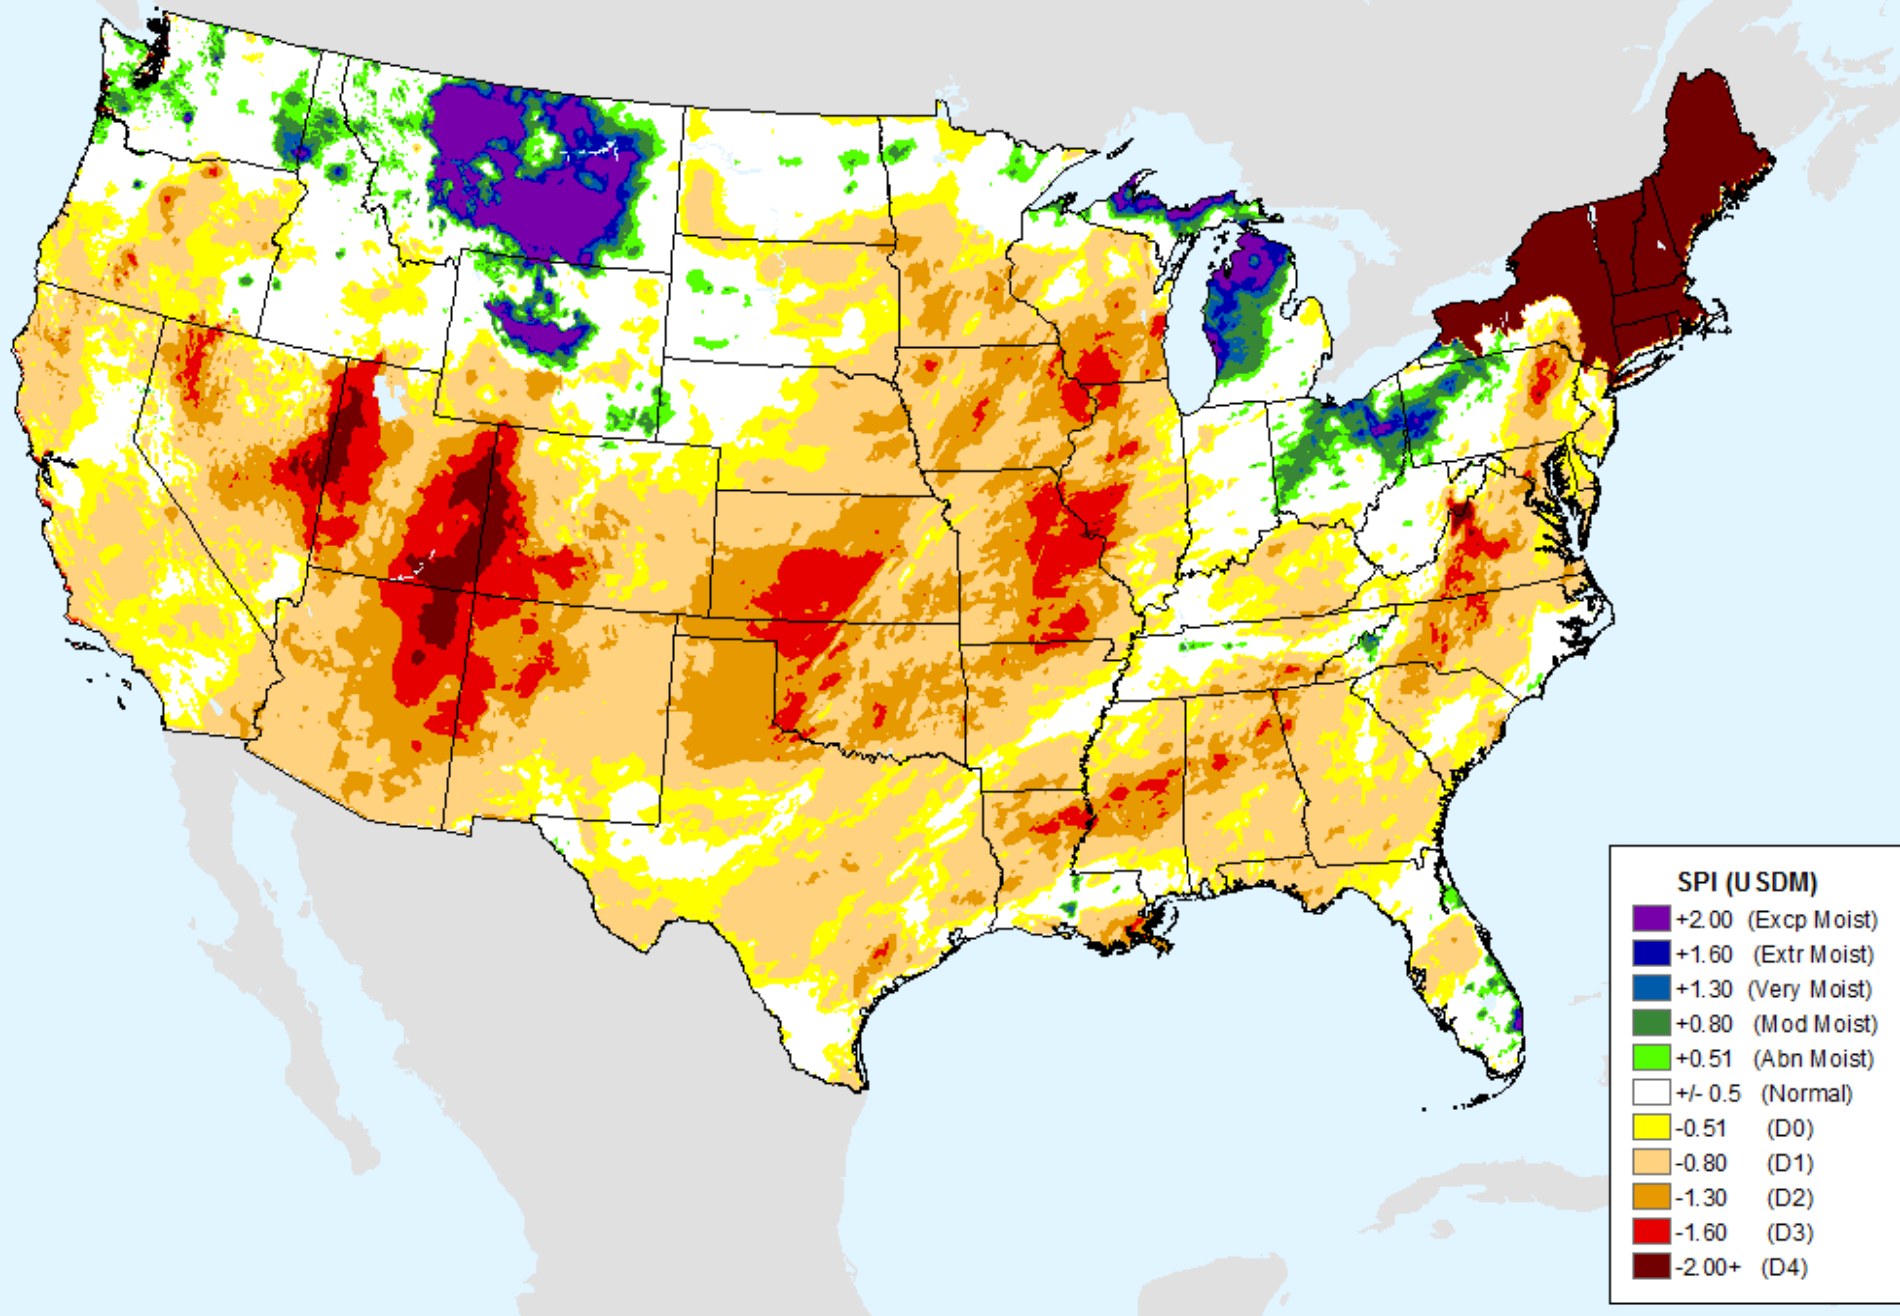 SPI (USDM)
+2.00 (Excp Moist)
+1.60 (Extr Moist)
+1.30 (Very Moist)
+0.80 (Mod Moist)
+0.51 (Abn Moist)
+/- 0.5 (Normal)
-0.51 (D0)
-0.80 (D1)
-1.30 (D2)
-1.60 (D3)
-2.00+ (D4)